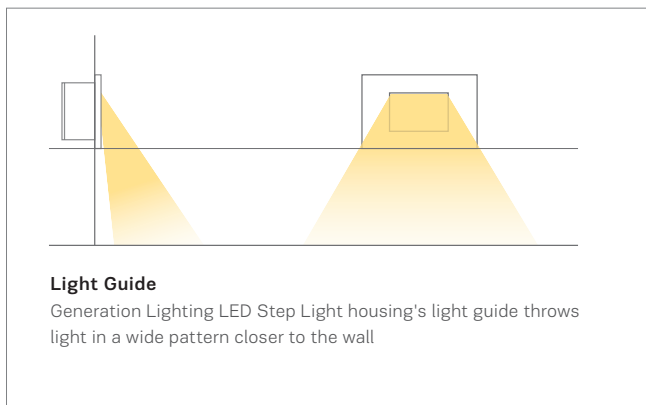 Light Guide
Generation Lighting LED Step Light housing's light guide throws
light in a wide pattern closer to the wall